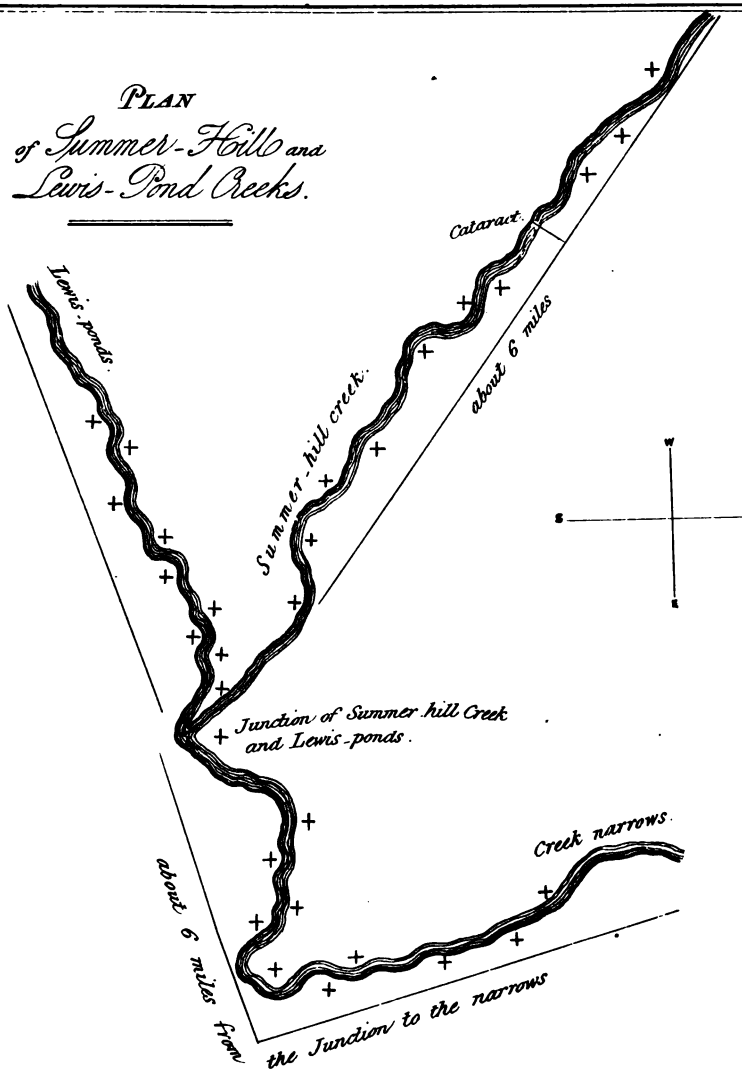 PLAN
of Summer-Hill and
Lewis-Pond Creeks.
Cataract.
Lewis-ponds.
about 6 miles
Summer-hill creek.
W
S
E
Junction of Summer-hill Creek
and Lewis-ponds.
Creek narrows.
about 6 miles from
the Junction to the narrows